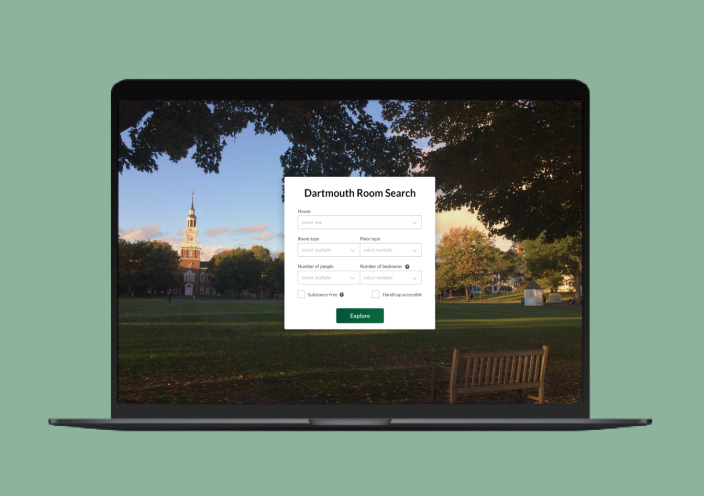 Dartmouth Room Search
House
select one
Room type Floor type
select multiple select multiple
Number of people Number of bedrooms ?
select multiple select multiple
Substance-Free ? Handicap accessible
Explore